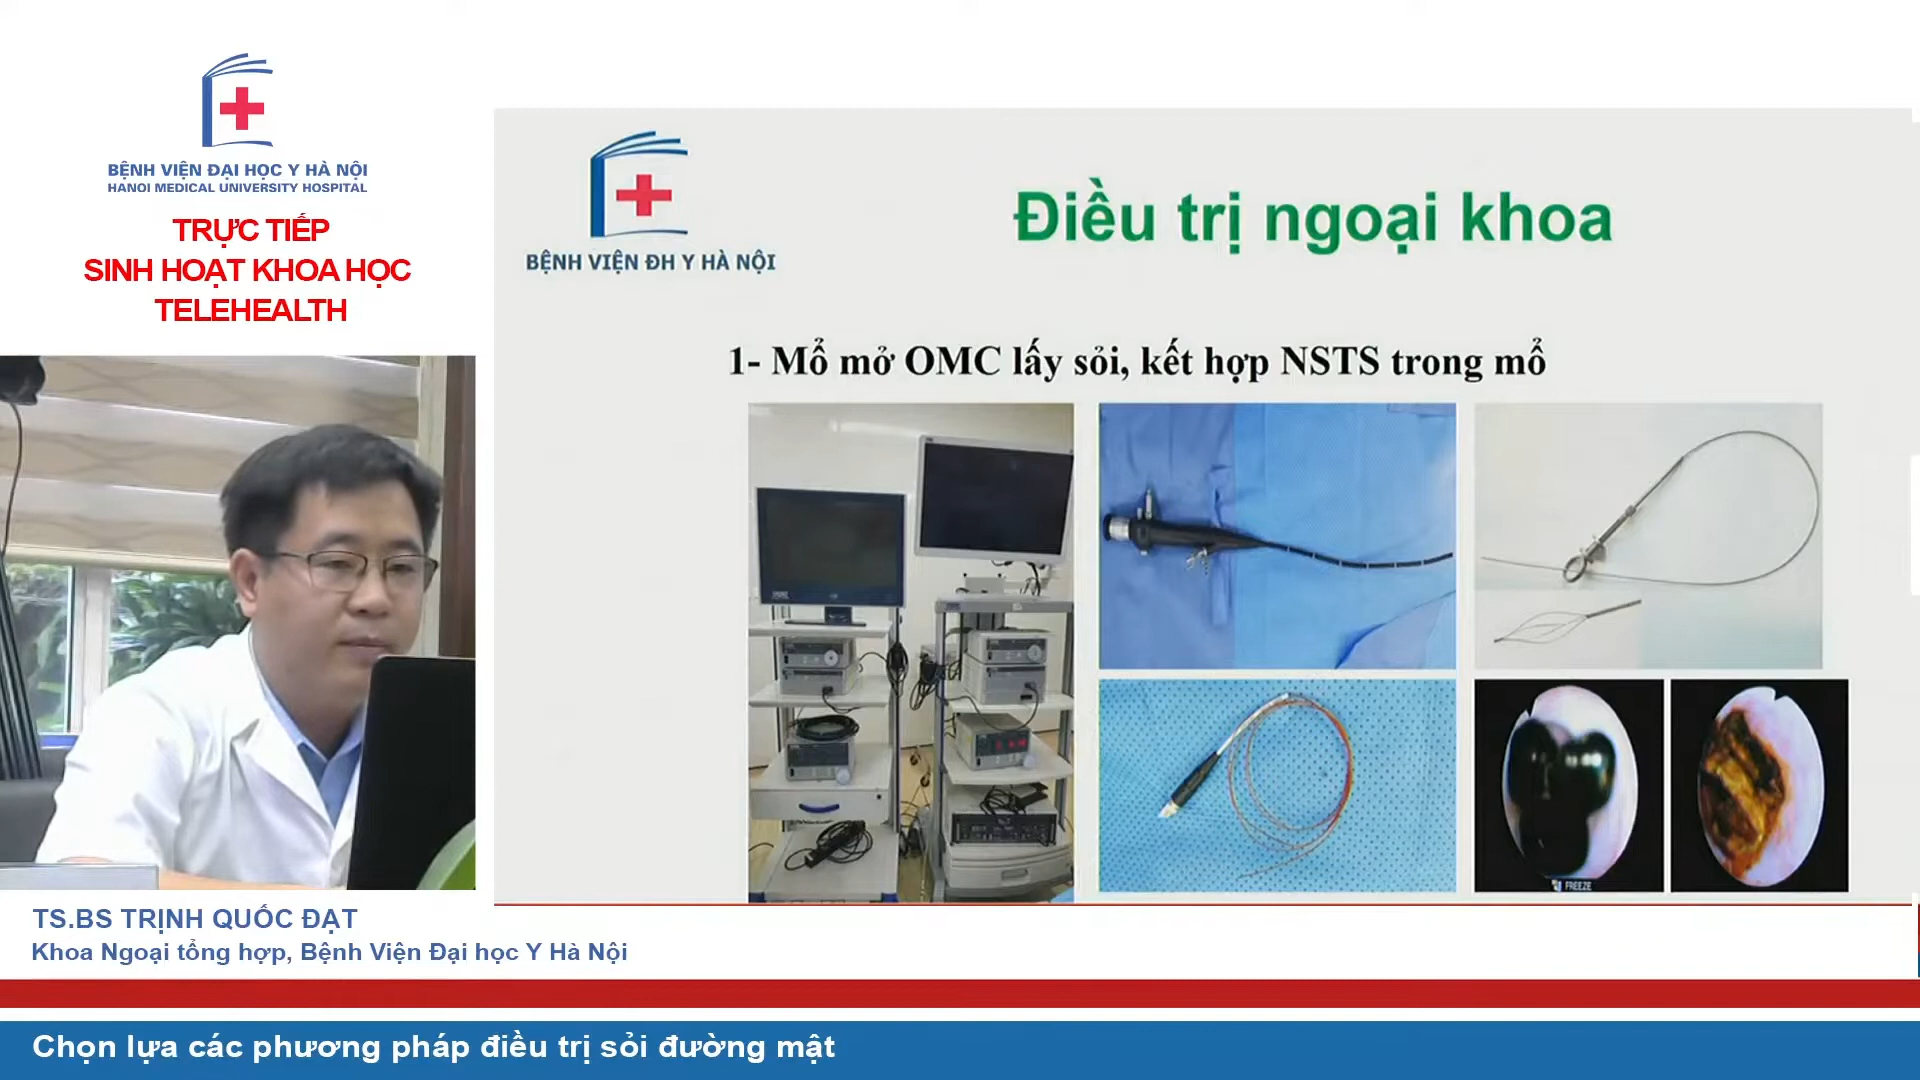 BỆNH VIỆN ĐẠI HỌC Y HÀ NỘI
HANOI MEDICAL UNIVERSITY HOSPITAL
TRỰC TIẾP
SINH HOẠT KHOA HỌC
TELEHEALTH
BỆNH VIỆN ĐH Y HÀ NỘI
Điều trị ngoại khoa
1- Mổ mở OMC lấy sỏi, kết hợp NSTS trong mổ
FREEZE
TS.BS TRỊNH QUỐC ĐẠT
Khoa Ngoại tổng hợp, Bệnh Viện Đại học Y Hà Nội
Chọn lựa các phương pháp điều trị sỏi đường mật